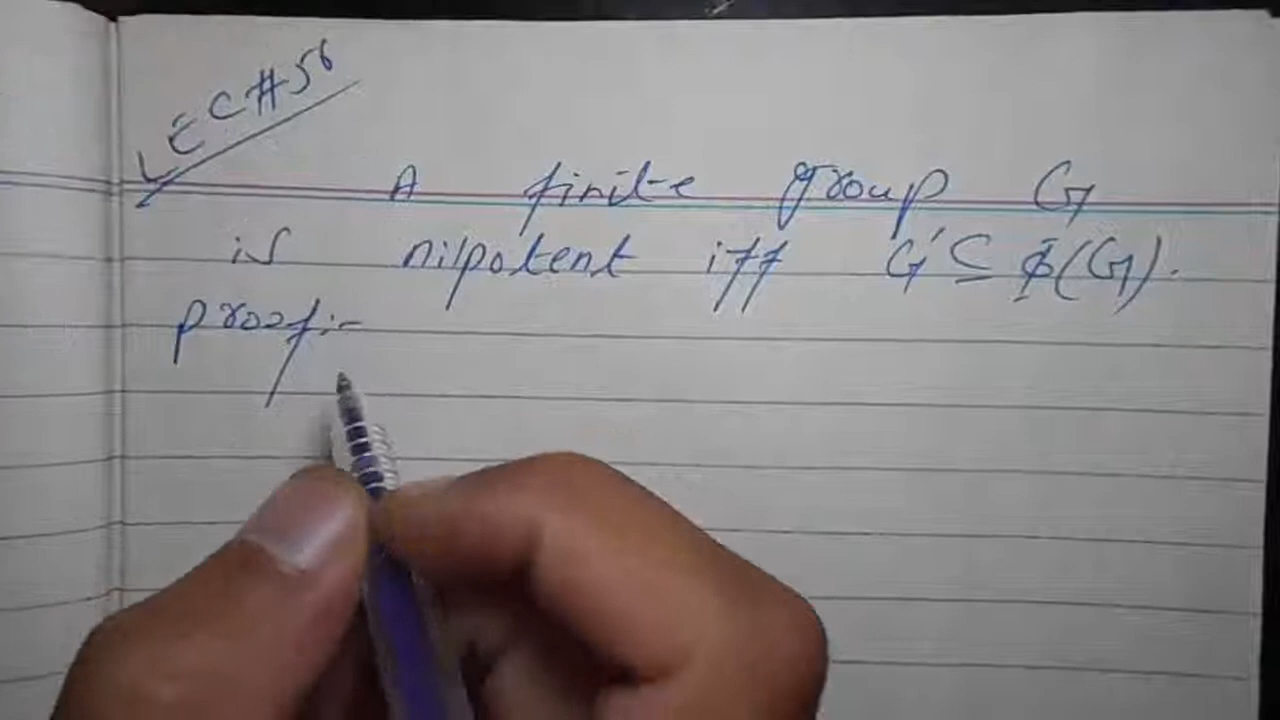 LEC#56
A finite group G
is nilpotent iff G' ⊆ Φ(G).
proof:-